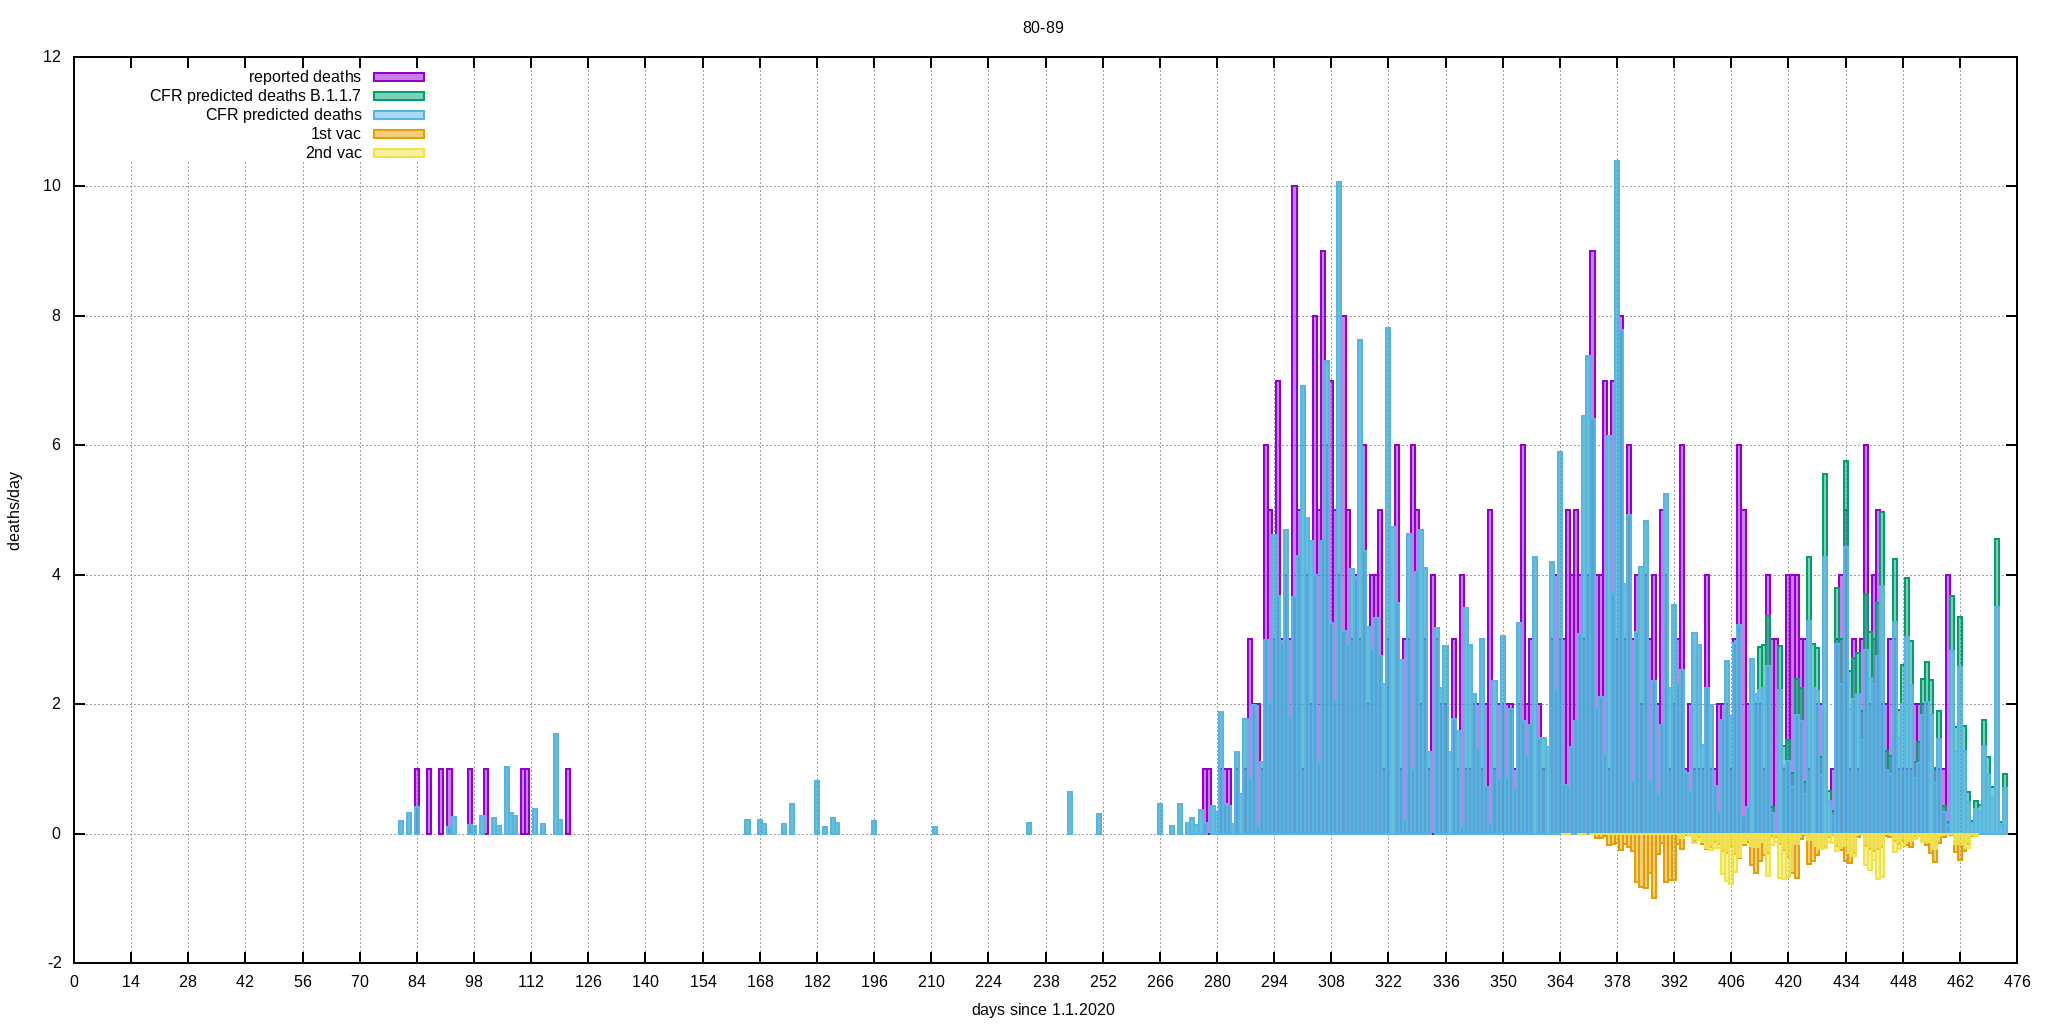 80-89
12
10
8
6
4
2
0
-2
deaths/day
reported deaths
CFR predicted deaths B.1.1.7
CFR predicted deaths
1st vac
2nd vac
0 14 28 42 56 70 84 98 112 126 140 154 168 182 196 210 224 238 252 266 280 294 308 322 336 350 364 378 392 406 420 434 448 462 476
days since 1.1.2020